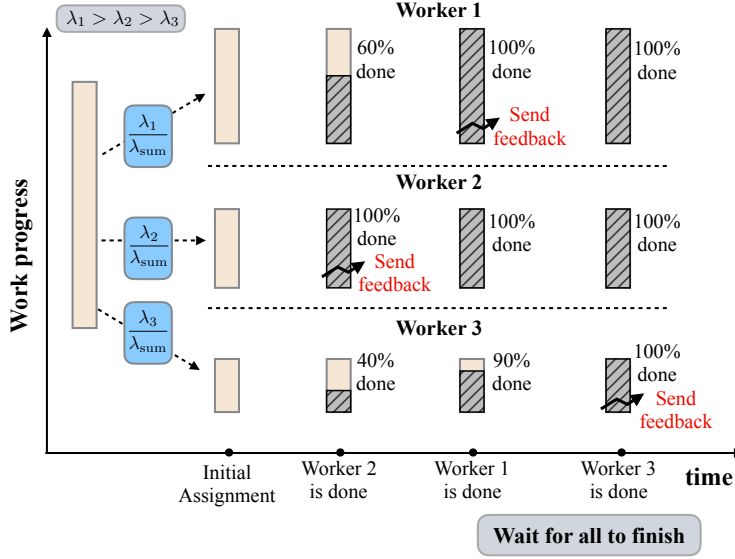 λ1 > λ2 > λ3
Worker 1
60%
done
100%
done
100%
done
Send
feedback
λ1
λsum
Worker 2
100%
done
100%
done
100%
done
Send
feedback
λ2
λsum
Worker 3
40%
done
90%
done
100%
done
Send
feedback
λ3
λsum
Work progress
Initial
Assignment
Worker 2
is done
Worker 1
is done
Worker 3
is done
time
Wait for all to finish